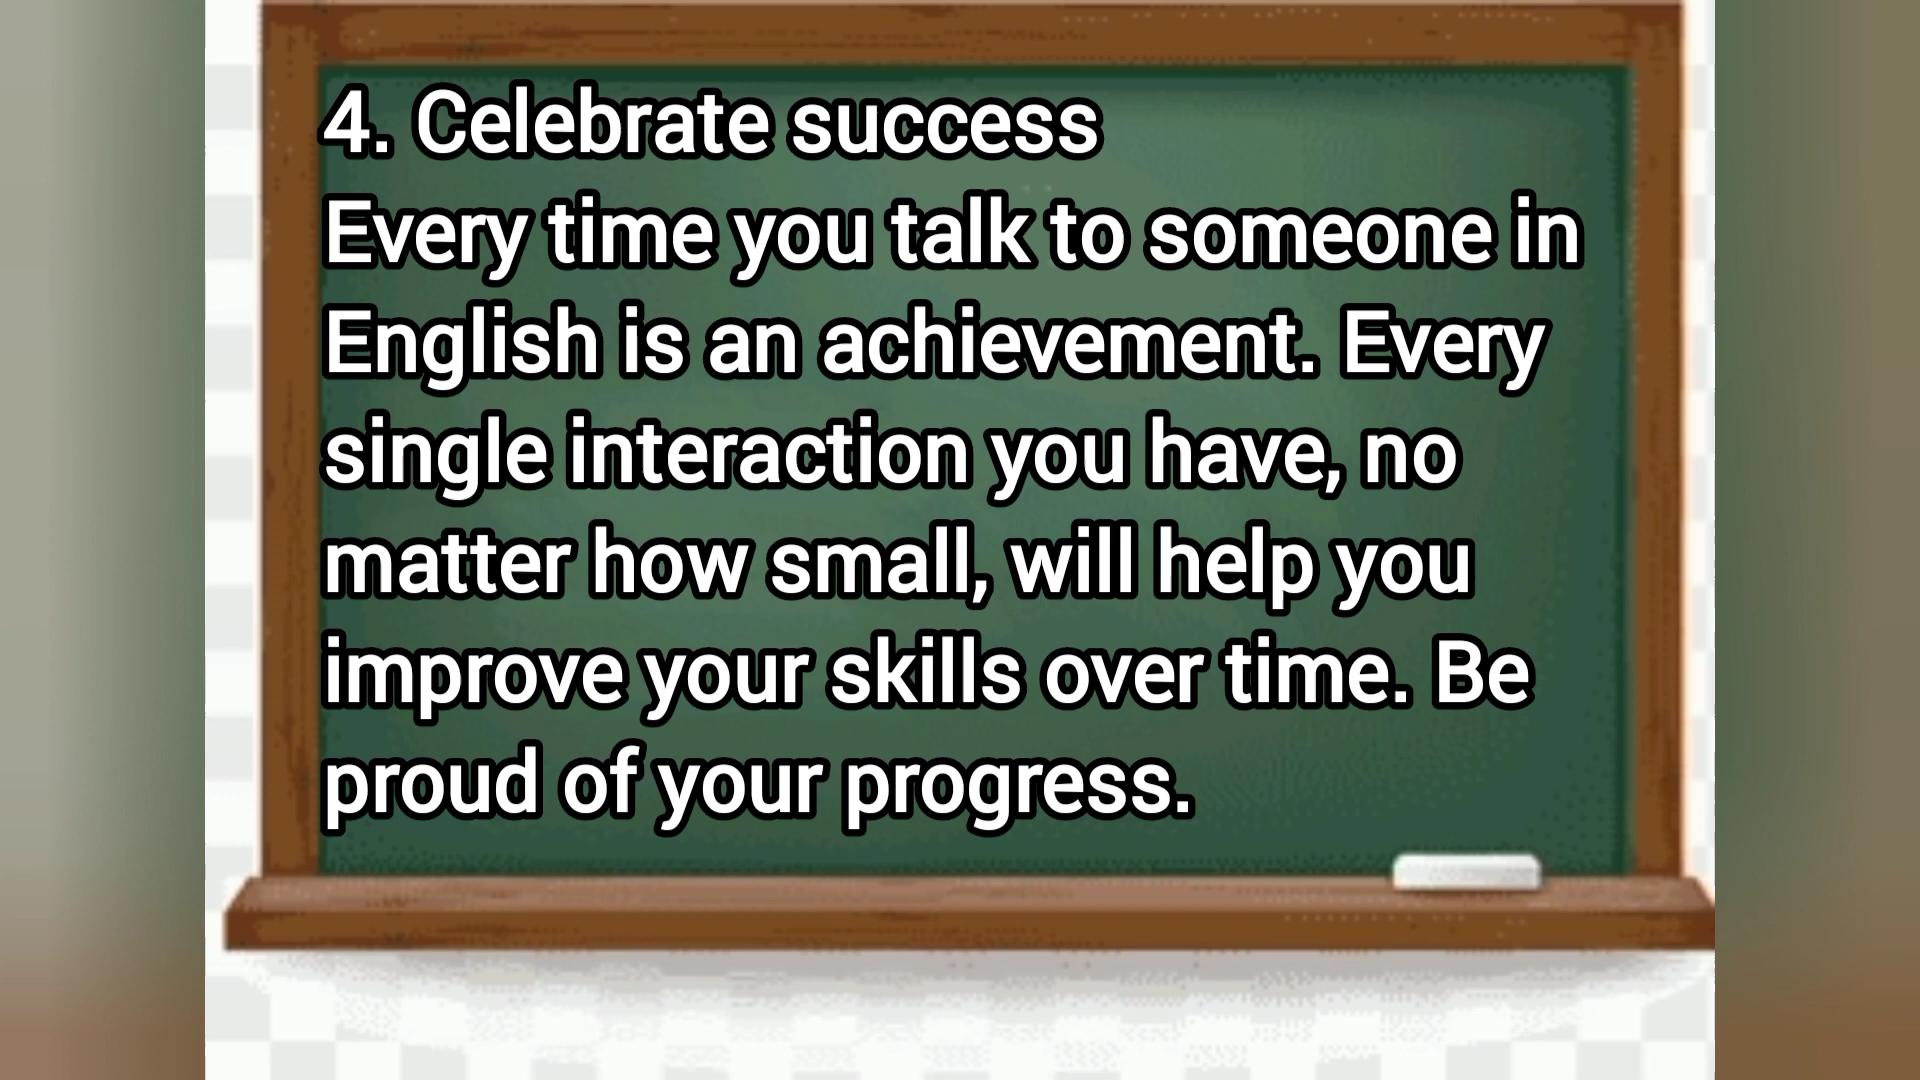 4. Celebrate success
Every time you talk to someone in
English is an achievement. Every
single interaction you have, no
matter how small, will help you
improve your skills over time. Be
proud of your progress.